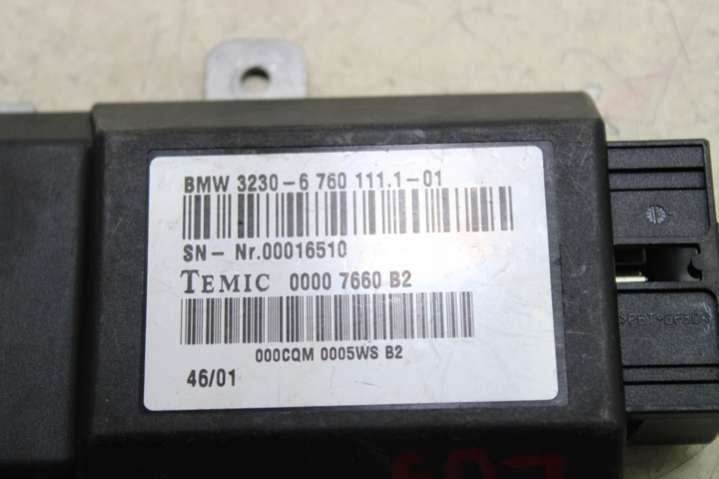 BMW 3230-6 760 111.1-01
SN- Nr.00016510
TEMIC 0000 7660 B2
000CQM 0005WS B2
46/01